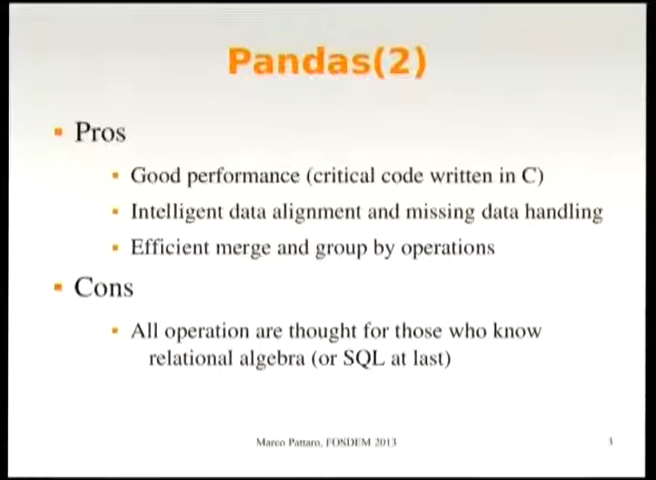 Pandas(2)
Pros
Good performance (critical code written in C)
Intelligent data alignment and missing data handling
Efficient merge and group by operations
Cons
All operation are thought for those who know
relational algebra (or SQL at last)
Marco Pattaro, FOSDEM 2013